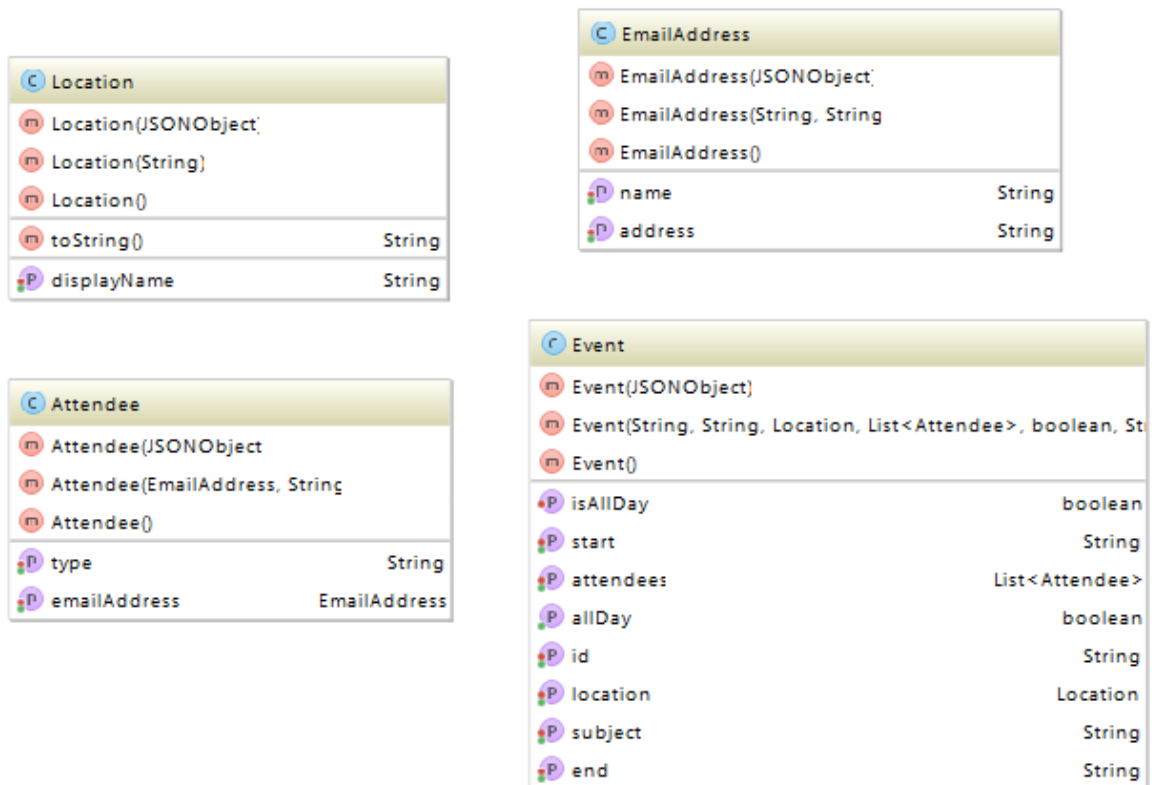 C Location
m Location(JSONObject)
m Location(String)
m Location()
m toString() String
P displayName String
C EmailAddress
m EmailAddress(JSONObject)
m EmailAddress(String, String
m EmailAddress()
P name String
P address String
C Attendee
m Attendee(JSONObject
m Attendee(EmailAddress, String
m Attendee()
P type String
P emailAddress EmailAddress
C Event
m Event(JSONObject)
m Event(String, String, Location, List<Attendee>, boolean, Str
m Event()
P isAllDay boolean
P start String
P attendees List<Attendee>
P allDay boolean
P id String
P location Location
P subject String
P end String